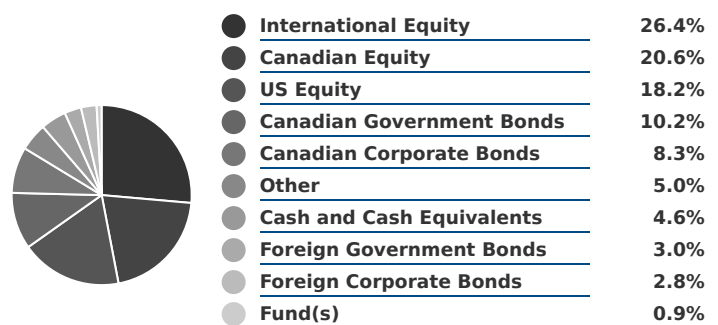 International Equity 26.4%
Canadian Equity 20.6%
US Equity 18.2%
Canadian Government Bonds 10.2%
Canadian Corporate Bonds 8.3%
Other 5.0%
Cash and Cash Equivalents 4.6%
Foreign Government Bonds 3.0%
Foreign Corporate Bonds 2.8%
Fund(s) 0.9%